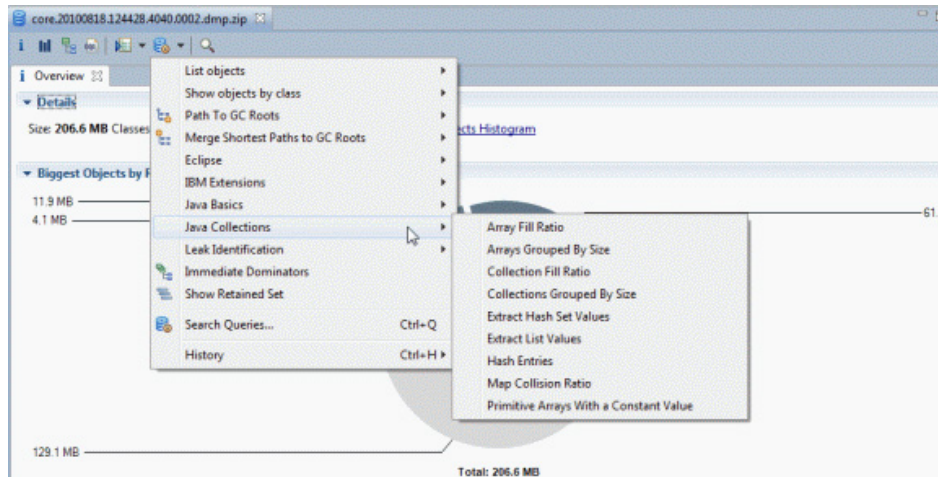 core.20100818.124428.4040.0002.dmp.zip
i Overview
Details
Size: 206.6 MB Classes
cts Histogram
Biggest Objects by R
11.9 MB
4.1 MB
61.
129.1 MB
Total: 206.6 MB
List objects
Show objects by class
Path To GC Roots
Merge Shortest Paths to GC Roots
Eclipse
IBM Extensions
Java Basics
Java Collections
Leak Identification
Immediate Dominators
Show Retained Set
Search Queries... Ctrl+Q
History Ctrl+H
Array Fill Ratio
Arrays Grouped By Size
Collection Fill Ratio
Collections Grouped By Size
Extract Hash Set Values
Extract List Values
Hash Entries
Map Collision Ratio
Primitive Arrays With a Constant Value